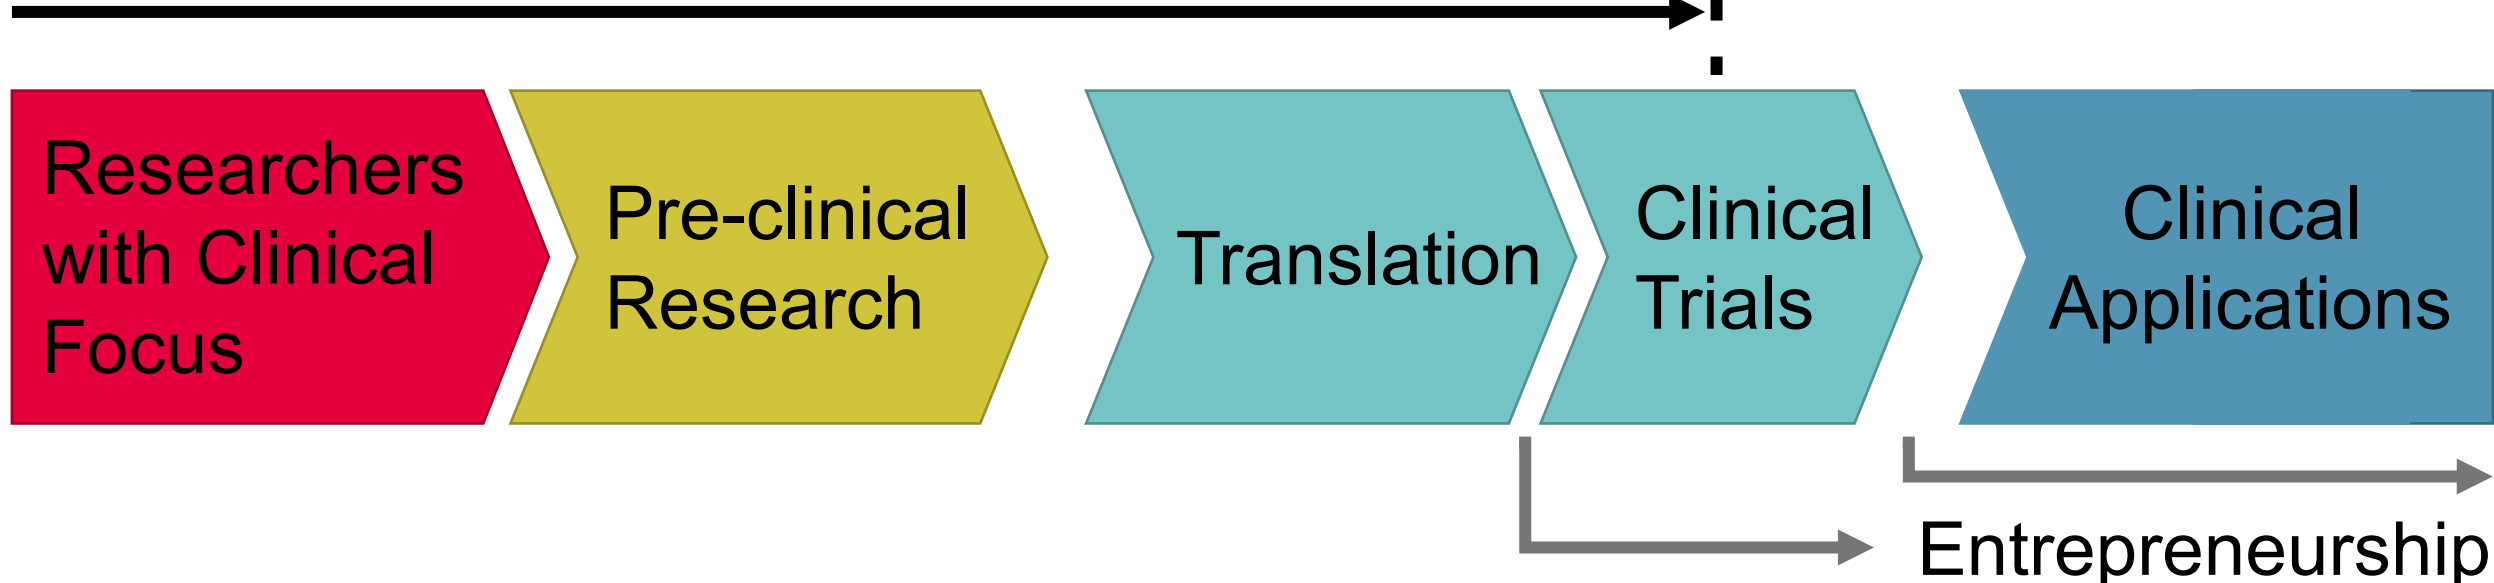 Researchers
with Clinical
Focus
Pre-clinical
Research
Translation
Clinical
Trials
Clinical
Applications
Entrepreneurship